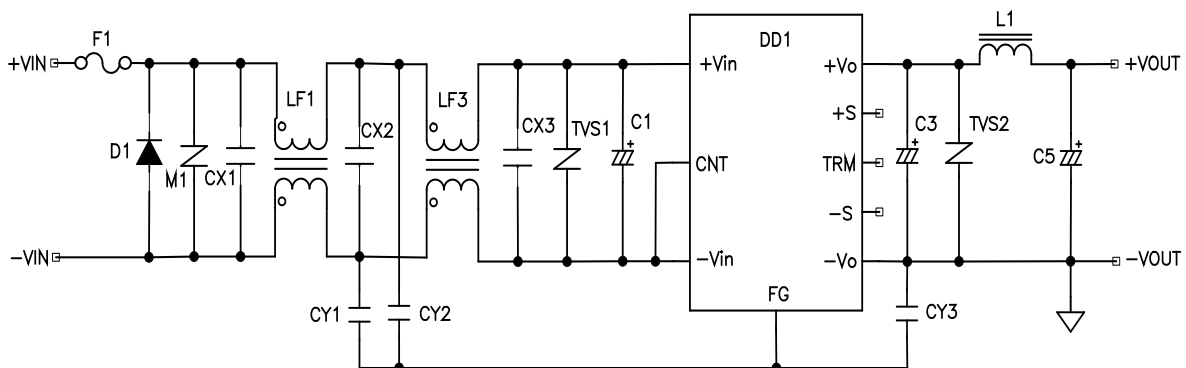 L1
F1
DD1
+VIN
+Vin
+Vo
+VOUT
LF1
LF3
+S
CX2
CX3
TVS1
C1
C3
TVS2
D1
M1
CX1
CNT
TRM
C5
-S
-VIN
-Vin
-Vo
-VOUT
FG
CY1
CY2
CY3